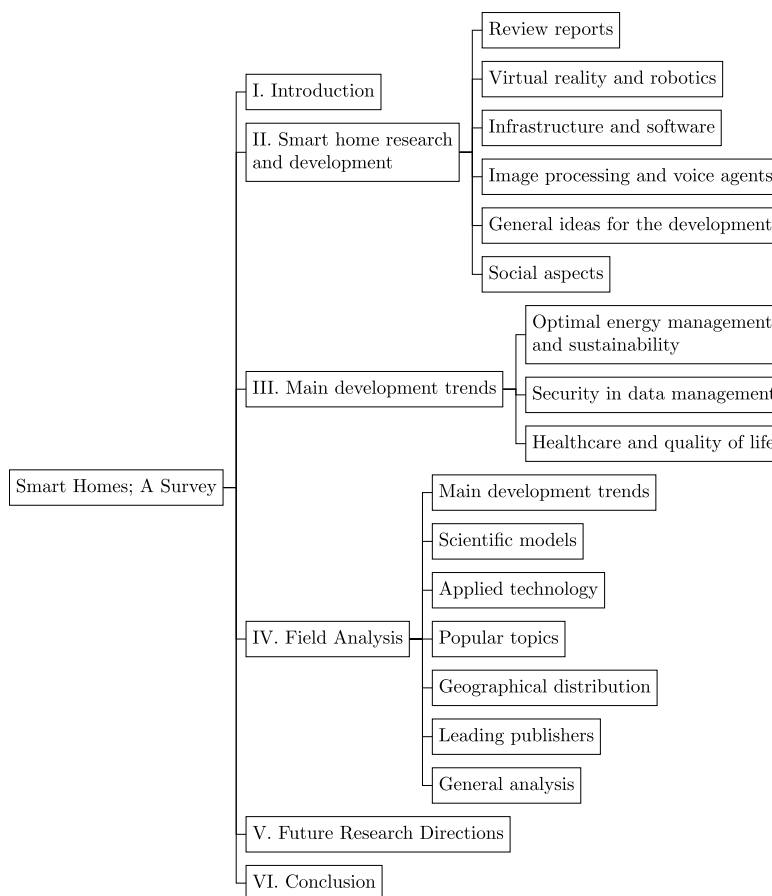 Smart Homes; A Survey
I. Introduction
II. Smart home research
and development
Review reports
Virtual reality and robotics
Infrastructure and software
Image processing and voice agents
General ideas for the development
Social aspects
III. Main development trends
Optimal energy management
and sustainability
Security in data management
Healthcare and quality of life
IV. Field Analysis
Main development trends
Scientific models
Applied technology
Popular topics
Geographical distribution
Leading publishers
General analysis
V. Future Research Directions
VI. Conclusion